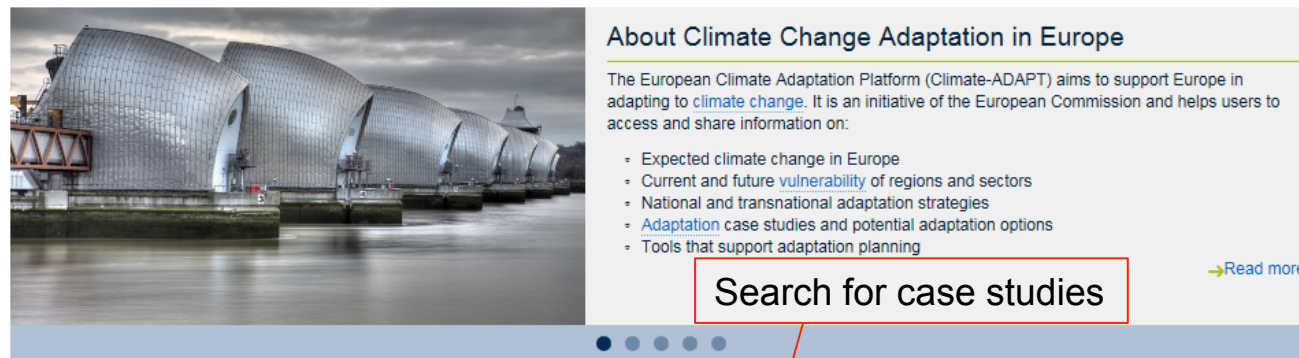 About Climate Change Adaptation in Europe
The European Climate Adaptation Platform (Climate-ADAPT) aims to support Europe in
adapting to climate change. It is an initiative of the European Commission and helps users to
access and share information on:
Expected climate change in Europe
Current and future vulnerability of regions and sectors
National and transnational adaptation strategies
Adaptation case studies and potential adaptation options
Tools that support adaptation planning
Read more
Search for case studies